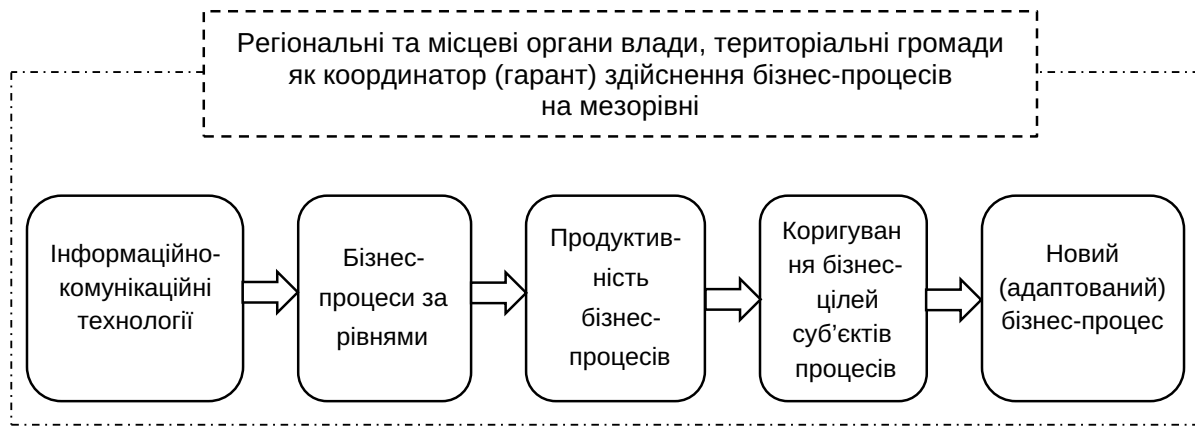 Регіональні та місцеві органи влади, територіальні громади
як координатор (гарант) здійснення бізнес-процесів
на мезорівні
Інформаційно-
комунікаційні
технології
Бізнес-
процеси за
рівнями
Продуктив-
ність
бізнес-
процесів
Коригуван
ня бізнес-
цілей
суб’єктів
процесів
Новий
(адаптований)
бізнес-процес